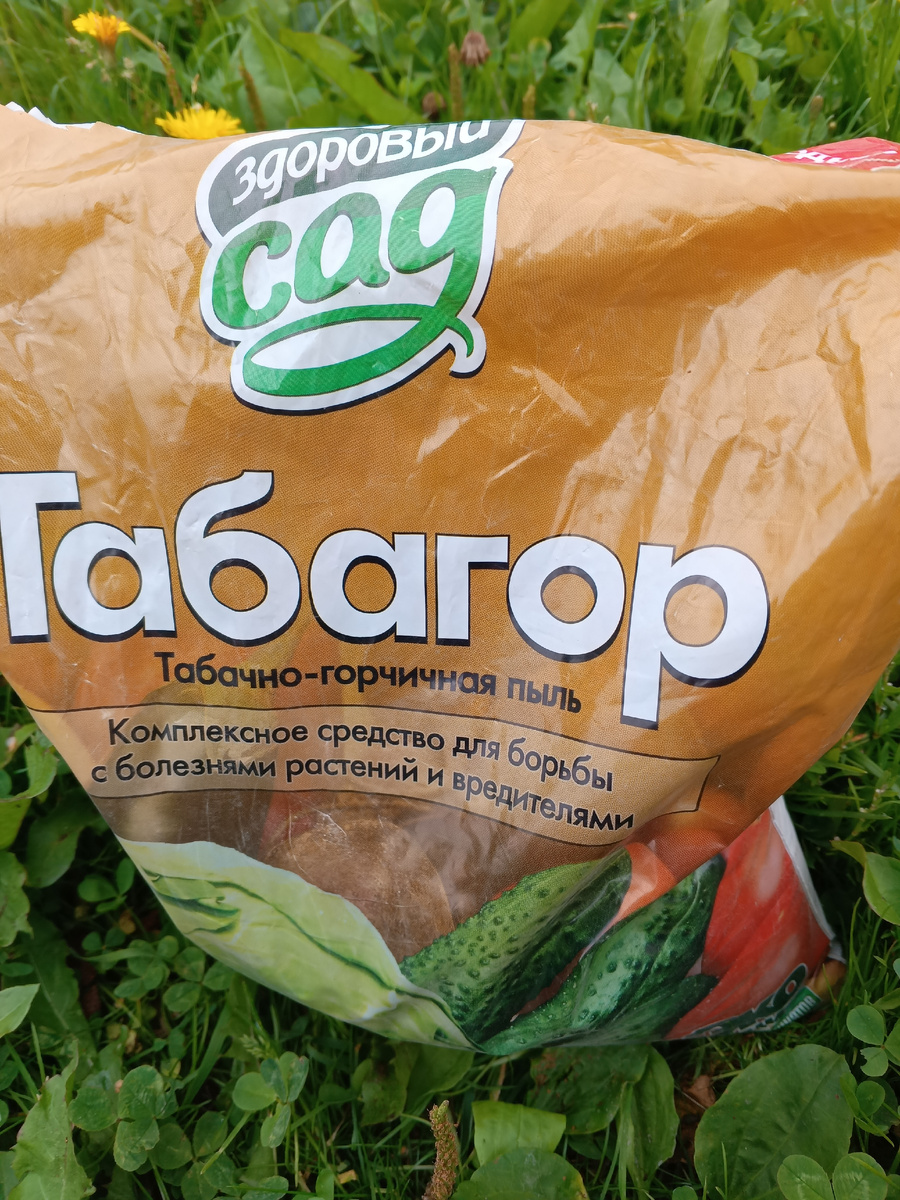 здоровый
сад
Табагор
Табачно-горчичная пыль
Комплексное средство для борьбы
с болезнями растений и вредителями